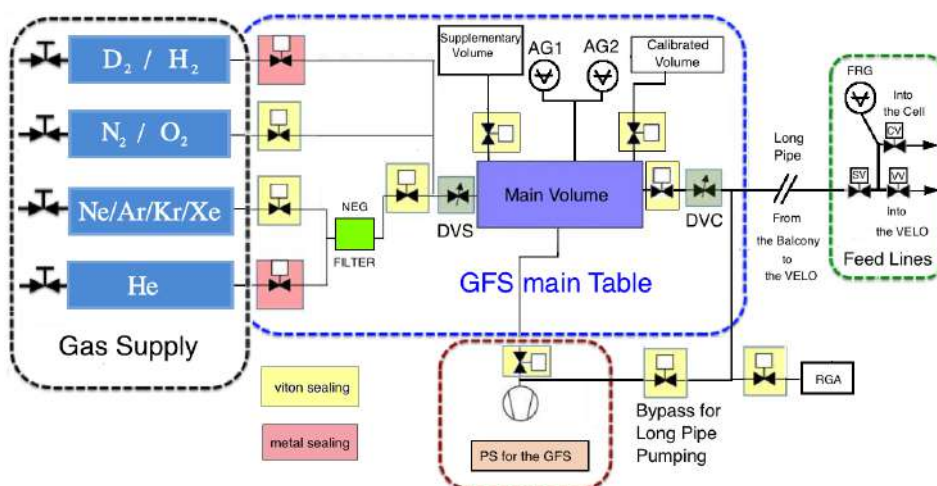 D₂ / H₂
N₂ / O₂
Ne/Ar/Kr/Xe
He
Gas Supply
Supplementary
Volume
AG1
AG2
Calibrated
Volume
Main Volume
NEG
FILTER
DVS
DVC
GFS main Table
Long
Pipe
From
the Balcony
to
the VELO
FRG
Into
the Cell
CV
SV
VV
Into
the VELO
Feed Lines
viton sealing
metal sealing
PS for the GFS
Bypass for
Long Pipe
Pumping
RGA